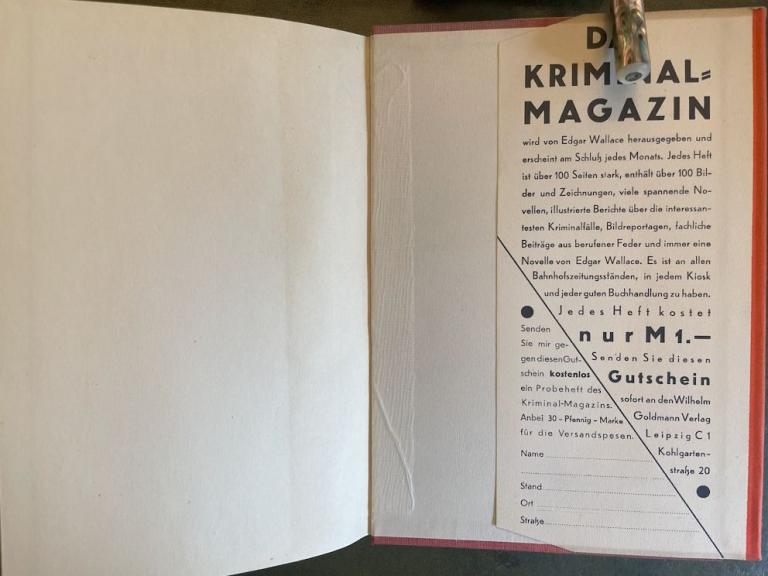 KRIMINAL=
MAGAZIN
wird von Edgar Wallace herausgegeben und
erscheint am Schluß jedes Monats. Jedes Heft
ist über 100 Seiten stark, enthält über 100 Bil-
der und Zeichnungen, viele spannende No-
vellen, illustrierte Berichte über die interessan-
testen Kriminalfälle, Bildreportagen, fachliche
Beiträge aus berufener Feder und immer eine
Novelle von Edgar Wallace. Es ist an allen
Bahnhofszeitungsständen, in jedem Kiosk
und jeder guten Buchhandlung zu haben.
Jedes Heft kostet
nur M 1.—
Senden Sie diesen
Gutschein
sofort an den Wilhelm
Goldmann Verlag
Leipzig C 1
Kohlgarten-
straße 20
Senden
Sie mir ge-
gen diesen Gut-
schein kostenlos
ein Probeheft des
Kriminal-Magazins.
Anbei 30-Pfennig-Marke
für die Versandspesen.
Name
Stand
Ort
Straße